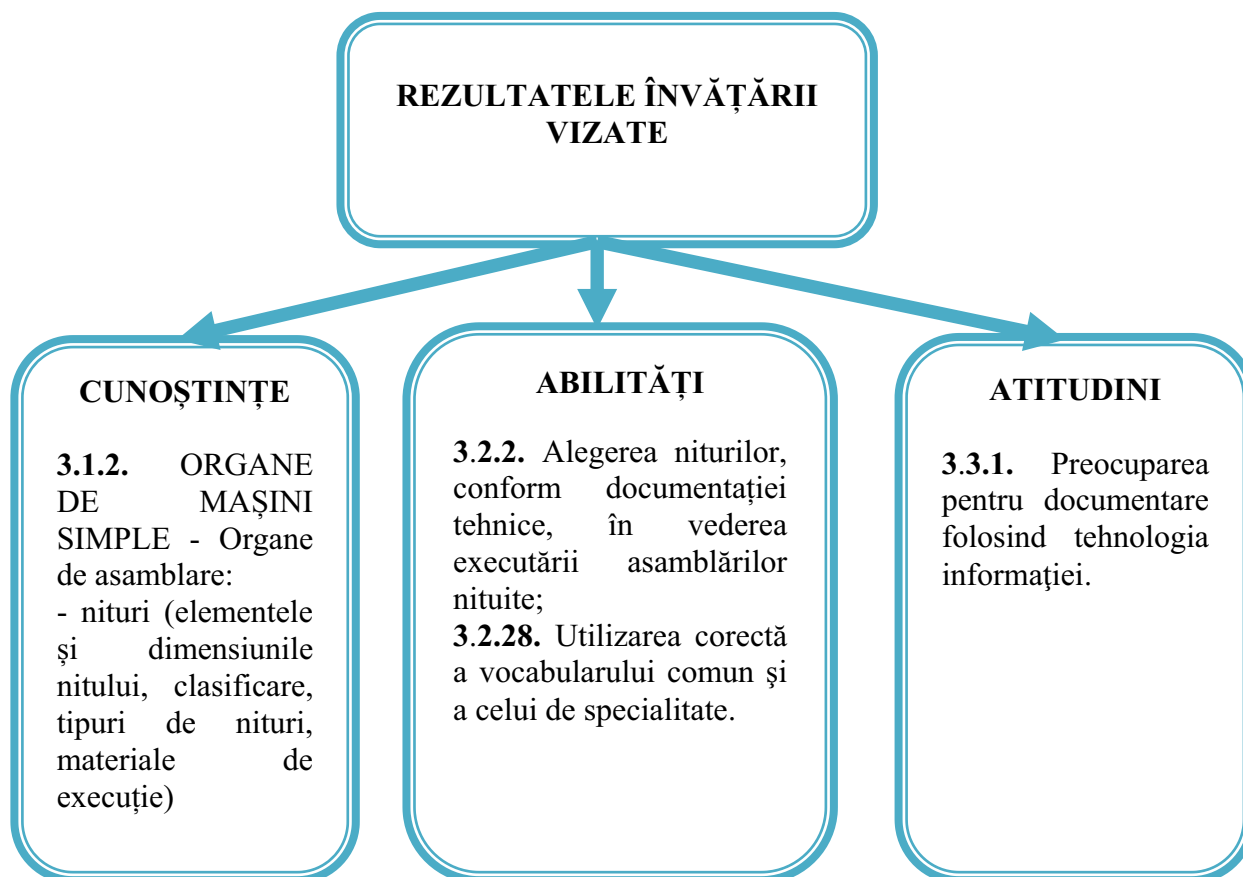 REZULTATELE ÎNVĂȚĂRII
VIZATE
CUNOȘTINȚE
3.1.2. ORGANE
DE MAȘINI
SIMPLE - Organe
de asamblare:
- nituri (elementele
și dimensiunile
nitului, clasificare,
tipuri de nituri,
materiale de
execuție)
ABILITĂȚI
3.2.2. Alegerea niturilor,
conform documentației
tehnice, în vederea
executării asamblărilor
nituite;
3.2.28. Utilizarea corectă
a vocabularului comun şi
a celui de specialitate.
ATITUDINI
3.3.1. Preocuparea
pentru documentare
folosind tehnologia
informaţiei.